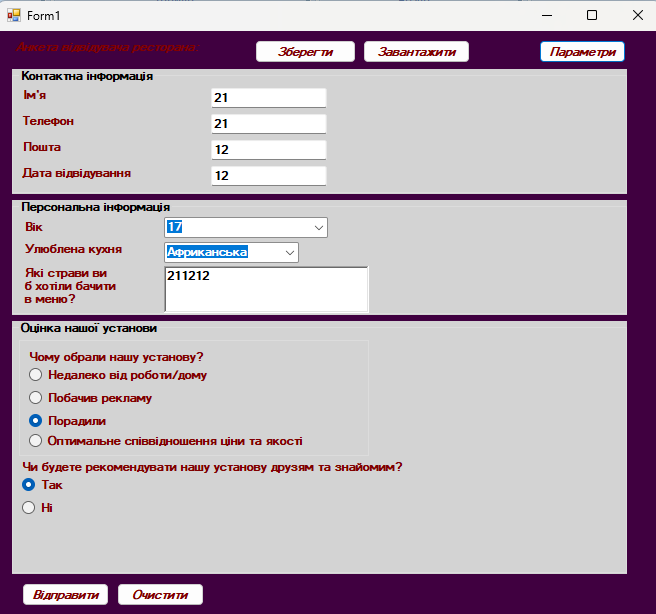 Form1
Анкета відвідувача ресторана:
Зберегти
Завантажити
Параметри
Контактна інформація
Ім'я
21
Телефон
21
Пошта
12
Дата відвідування
12
Персональна інформація
Вік
17
Улюблена кухня
Африканська
Які страви ви
б хотіли бачити
в меню?
211212
Оцінка нашої установи
Чому обрали нашу установу?
Недалеко від роботи/дому
Побачив рекламу
Порадили
Оптимальне співвідношення ціни та якості
Чи будете рекомендувати нашу установу друзям та знайомим?
Так
Ні
Відправити
Очистити